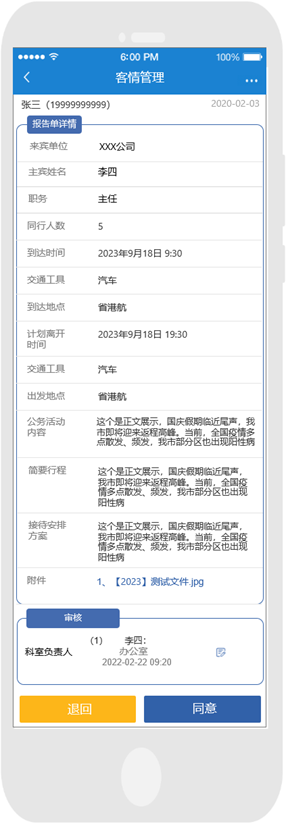 6:00 PM
100%
客情管理
张三（19999999999） 2020-02-03
报告单详情
来宾单位 XXX公司
主宾姓名 李四
职务 主任
同行人数 5
到达时间 2023年9月18日 9:30
交通工具 汽车
到达地点 省港航
计划离开 2023年9月18日 19:30
时间
交通工具 汽车
出发地点 省港航
公务活动 这个是正文展示，国庆假期临近尾声，我
内容 市即将迎来返程高峰。当前，全国疫情多
点散发、频发，我市部分区也出现阳性病
简要行程 这个是正文展示，国庆假期临近尾声，
我市即将迎来返程高峰。当前，全国疫
情多点散发、频发，我市部分区也出现
阳性病
接待安排 这个是正文展示，国庆假期临近尾声，
方案 我市即将迎来返程高峰。当前，全国疫
情多点散发、频发，我市部分区也出现
阳性病
附件 1、【2023】测试文件.jpg
审核
（1） 李四：
科室负责人 办公室
2022-02-22 09:20
退回 同意